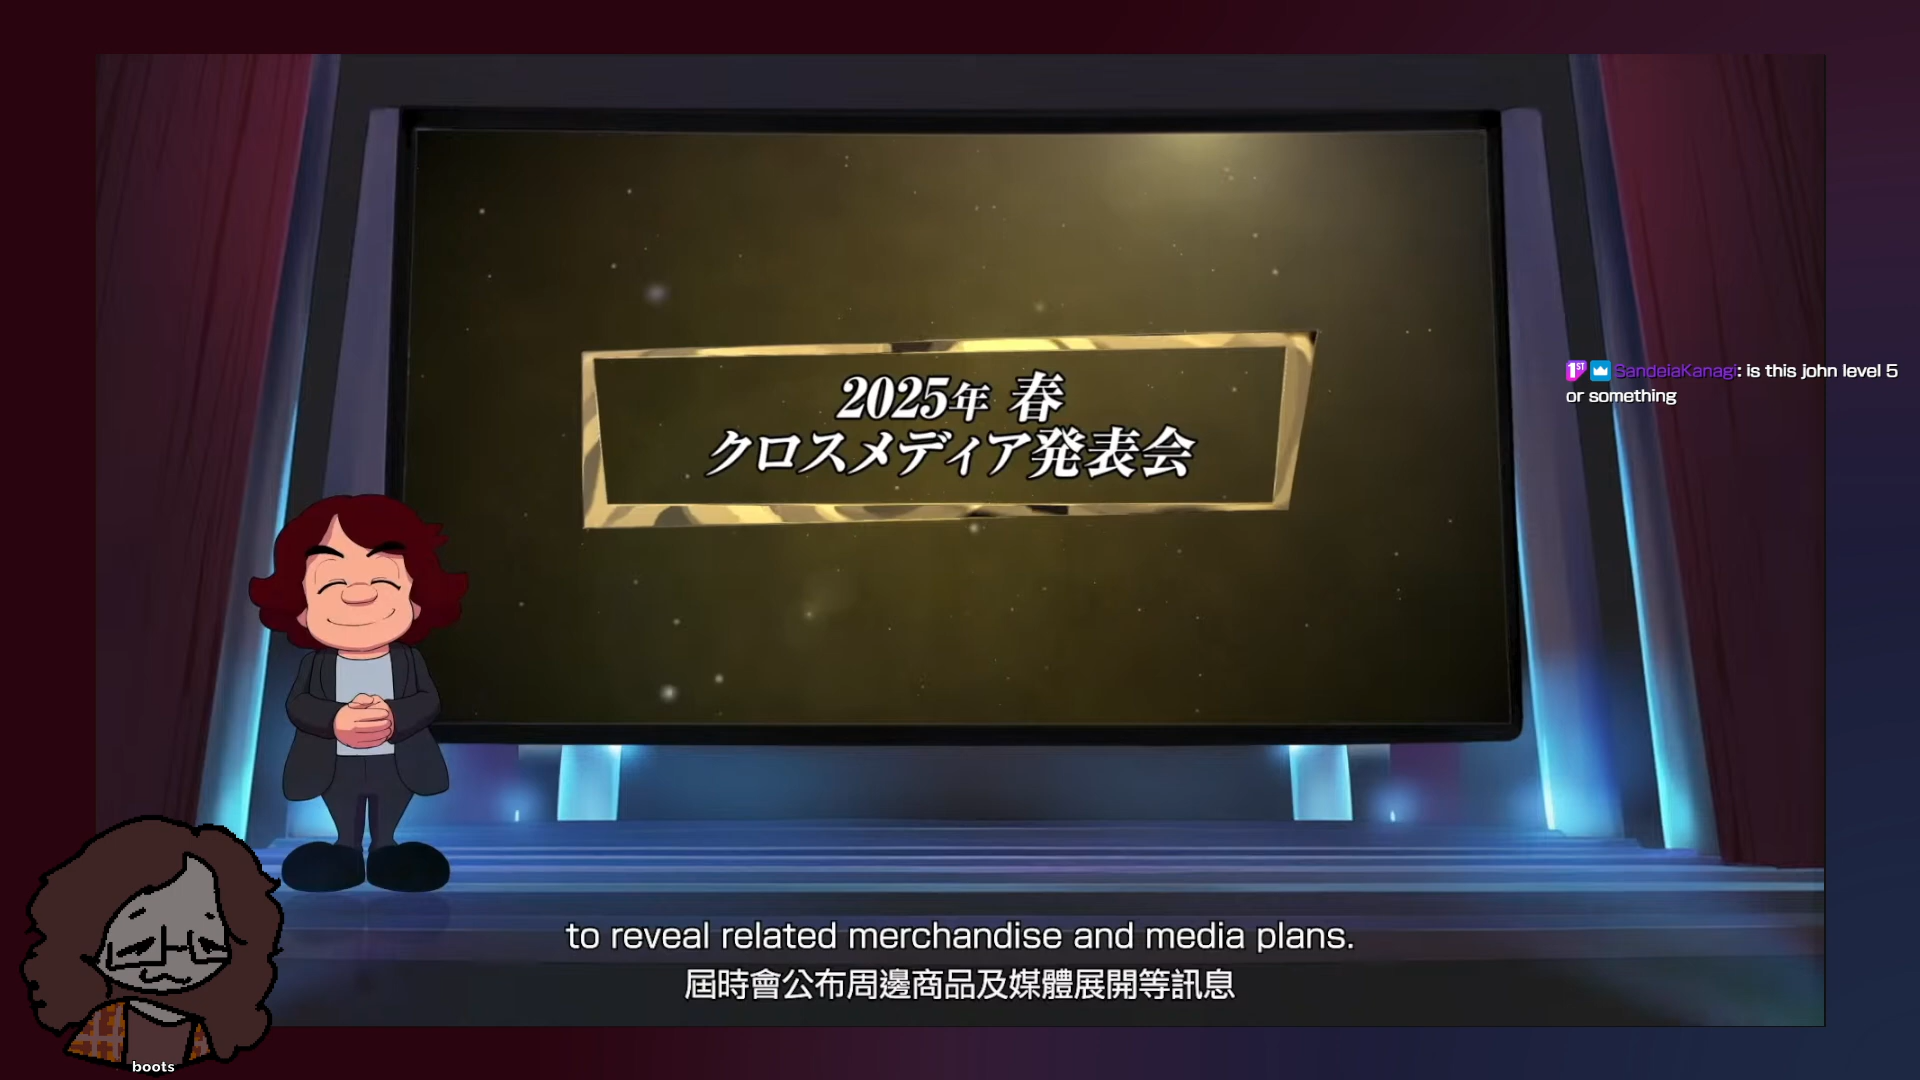 2025年 春
クロスメディア発表会
SandeiaKanagi: is this john level 5
or something
to reveal related merchandise and media plans.
屆時會公布周邊商品及媒體展開等訊息
boots